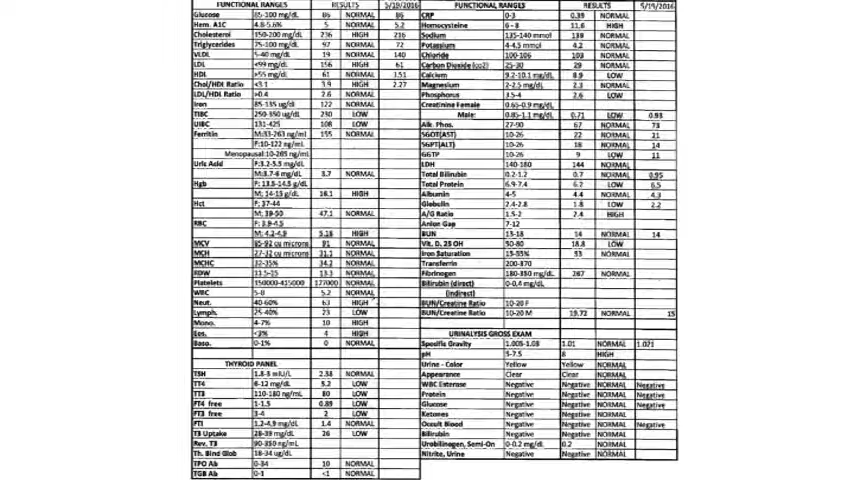 FUNCTIONAL RANGES RESULTS 5/19/2016
Glucose 85-100 mg/dL 86 NORMAL 86
Hem. A1C 4.8-5.6% 5 NORMAL 5.2
Cholesterol 150-200 mg/dL 236 HIGH 216
Triglycerides 75-100 mg/dL 97 NORMAL 72
VLDL 5-40 mg/dL 19 NORMAL 140
LDL <99 mg/dL 156 HIGH 61
HDL >55 mg/dL 61 NORMAL 3.51
Chol/HDL Ratio <3.1 3.9 HIGH 2.27
LDL/HDL Ratio >0.4 2.6 NORMAL
Iron 85-135 ug/dl 122 NORMAL
TIBC 250-350 ug/dL 230 LOW
UIBC 131-425 108 LOW
Ferritin M:33-263 ng/mL 155 NORMAL
F:10-122 ng/mL
Menopausal:10-263 ng/mL
Uric Acid F:3.2-5.5 mg/dL
M:3.7-6 mg/dL 3.7 NORMAL
Hgb F: 13.5-14.5 g/dL
M: 14-15 g/dL 16.1 HIGH
Hct F: 37-44
M: 39-50 47.1 NORMAL
RBC F: 3.9-4.5
M: 4.2-4.9 5.18 HIGH
MCV 85-92 cu microns 91 NORMAL
MCH 27-32 cu microns 31.1 NORMAL
MCHC 32-35% 34.2 NORMAL
RDW 11.5-15 13.3 NORMAL
Platelets 150000-415000 177000 NORMAL
WBC 5-8 5.2 NORMAL
Neut. 40-60% 63 HIGH
Lymph. 25-40% 23 LOW
Mono. 4-7% 10 HIGH
Eos. <3% 4 HIGH
Baso. 0-1% 0 NORMAL
THYROID PANEL
TSH 1.8-3 mIU/L 2.38 NORMAL
TT4 6-12 mg/dL 5.2 LOW
TT3 110-180 ng/mL 80 LOW
FT4 free 1-1.5 0.89 LOW
FT3 free 3-4 2 LOW
FTI 1.2-4.9 mg/dL 1.4 NORMAL
T3 Uptake 28-39 mg/dL 26 LOW
Rev. T3 90-350 ng/mL
Th. Bind Glob 18-34 ug/dL
TPO Ab 0-34 10 NORMAL
TGB Ab 0-1 <1 NORMAL
FUNCTIONAL RANGES RESULTS 5/19/2016
CRP 0-3 0.39 NORMAL
Homocysteine 6-8 11.6 HIGH
Sodium 135-140 mmol 139 NORMAL
Potassium 4-4.5 mmol 4.2 NORMAL
Chloride 100-106 103 NORMAL
Carbon Dioxide (co2) 25-30 29 NORMAL
Calcium 9.2-10.1 mg/dL 8.9 LOW
Magnesium 2-2.5 mg/dL 2.3 NORMAL
Phosphorus 3.5-4 2.6 LOW
Creatinine Female 0.65-0.9 mg/dL
Male: 0.85-1.1 mg/dL 0.71 LOW 0.93
Alk. Phos. 27-90 67 NORMAL 73
SGOT(AST) 10-26 22 NORMAL 21
SGPT(ALT) 10-26 18 NORMAL 14
GGTP 10-26 9 LOW 11
LDH 140-180 144 NORMAL
Total Bilirubin 0.2-1.2 0.7 NORMAL 0.95
Total Protein 6.9-7.4 6.2 LOW 6.5
Albumin 4-5 4.4 NORMAL 4.3
Globulin 2.4-2.8 1.8 LOW 2.2
A/G Ratio 1.5-2 2.4 HIGH
Anion Gap 7-12
BUN 13-18 14 NORMAL 14
Vit. D, 25 OH 50-80 18.8 LOW
Iron Saturation 15-55% 53 NORMAL
Transferrin 200-370
Fibrinogen 180-350 mg/dL 267 NORMAL
Bilirubin (direct) 0-0.4 mg/dL
(indirect)
BUN/Creatine Ratio 10-20 F
BUN/Creatine Ratio 10-20 M 19.72 NORMAL 15
URINALYSIS GROSS EXAM
Specific Gravity 1.005-1.03 1.01 NORMAL 1.021
pH 5-7.5 8 HIGH
Urine - Color Yellow Yellow NORMAL
Appearance Clear Clear NORMAL
WBC Esterase Negative Negative NORMAL Negative
Protein Negative Negative NORMAL Negative
Glucose Negative Negative NORMAL Negative
Ketones Negative Negative NORMAL
Occult Blood Negative Negative NORMAL Negative
Bilirubin Negative Negative NORMAL
Urobilinogen, Semi-Qn 0-0.2 mg/dL 0.2 NORMAL
Nitrite, Urine Negative Negative NORMAL